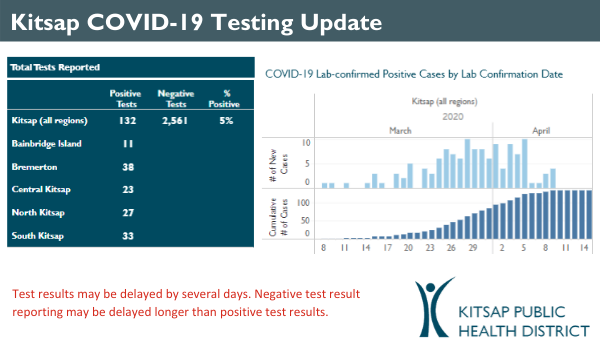 Kitsap COVID-19 Testing Update
Total Tests Reported
Positive Tests Negative Tests % Positive
Kitsap (all regions) 132 2,561 5%
Bainbridge Island 11
Bremerton 38
Central Kitsap 23
North Kitsap 27
South Kitsap 33
COVID-19 Lab-confirmed Positive Cases by Lab Confirmation Date
Kitsap (all regions)
2020
March April
# of New Cases
10
5
0
Cumulative # of Cases
100
50
0
8 11 14 17 20 23 26 29 2 5 8 11 14
Test results may be delayed by several days. Negative test result
reporting may be delayed longer than positive test results.
KITSAP PUBLIC
HEALTH DISTRICT